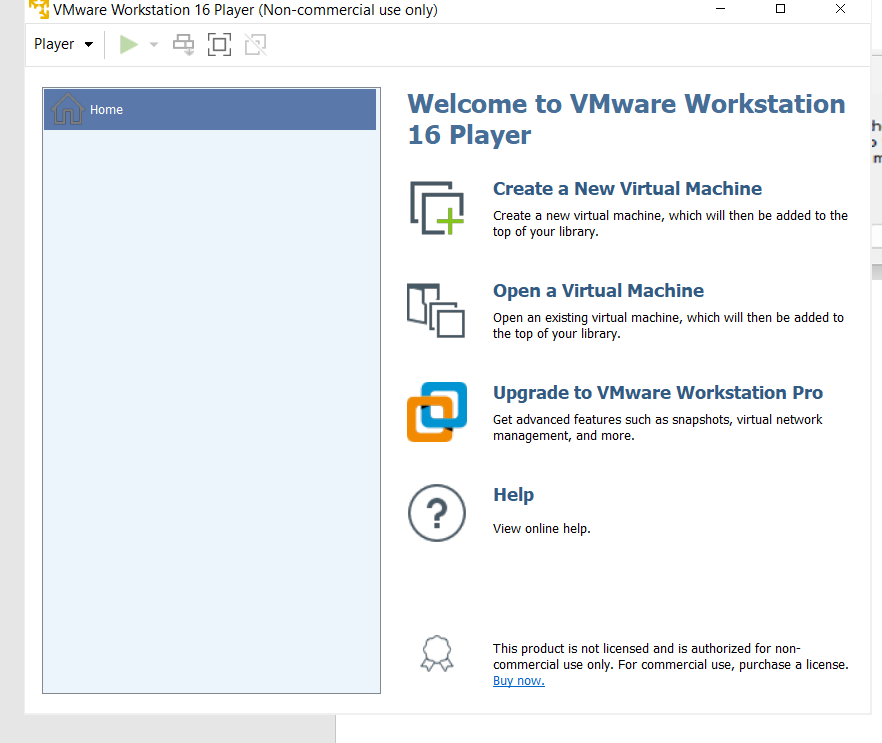 VMware Workstation 16 Player (Non-commercial use only)
Player
Home
Welcome to VMware Workstation
16 Player
Create a New Virtual Machine
Create a new virtual machine, which will then be added to the
top of your library.
Open a Virtual Machine
Open an existing virtual machine, which will then be added to
the top of your library.
Upgrade to VMware Workstation Pro
Get advanced features such as snapshots, virtual network
management, and more.
?
Help
View online help.
This product is not licensed and is authorized for non-
commercial use only. For commercial use, purchase a license.
Buy now.